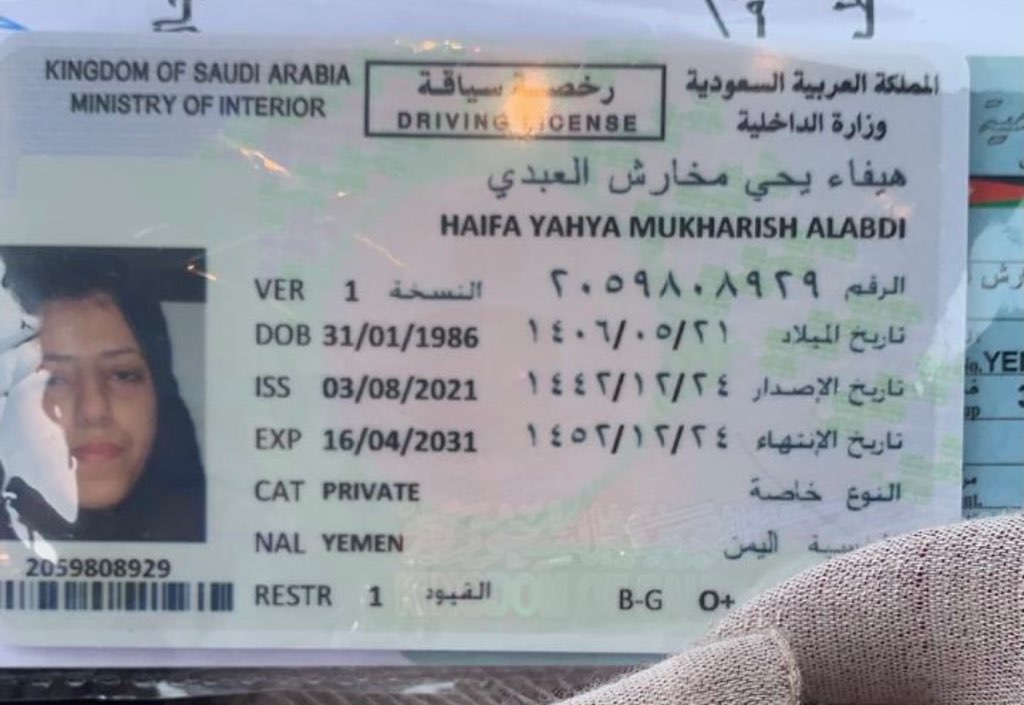 KINGDOM OF SAUDI ARABIA
MINISTRY OF INTERIOR
رخصة سياقة
DRIVING LICENSE
المملكة العربية السعودية
وزارة الداخلية
هيفاء يحي مخارش العبدي
HAIFA YAHYA MUKHARISH ALABDI
VER 1 النسخة الرقم ٢٠٥٩٨٠٨٩٢٩
DOB 31/01/1986 تاريخ الميلاد ١٤٠٦/٠٥/٢١
ISS 03/08/2021 تاريخ الإصدار ١٤٤٢/١٢/٢٤
EXP 16/04/2031 تاريخ الإنتهاء ١٤٥٢/١٢/٢٤
CAT PRIVATE النوع خاصة
NAL YEMEN اليمن
2059808929
RESTR 1 القيود B-G O+